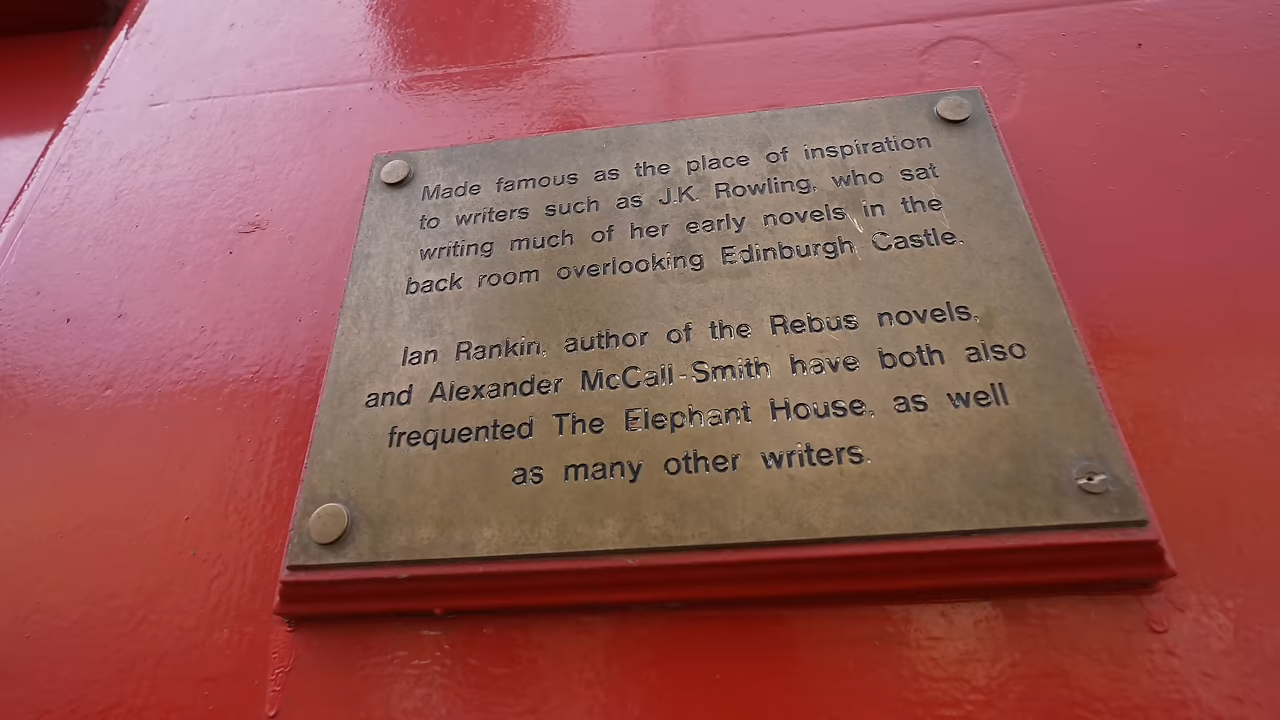 Made famous as the place of inspiration
to writers such as J.K. Rowling, who sat
writing much of her early novels in the
back room overlooking Edinburgh Castle.
Ian Rankin, author of the Rebus novels,
and Alexander McCall-Smith have both also
frequented The Elephant House, as well
as many other writers.